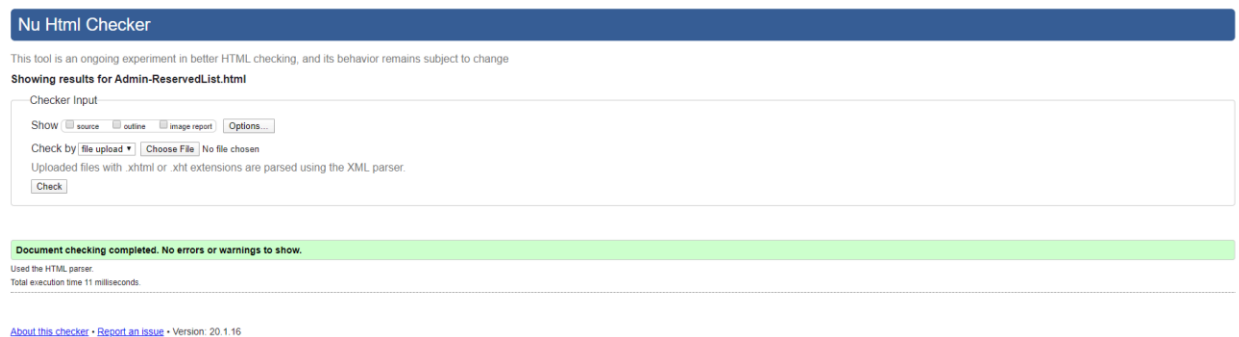 Nu Html Checker
This tool is an ongoing experiment in better HTML checking, and its behavior remains subject to change
Showing results for Admin-ReservedList.html
Checker Input
Show source outline image report Options...
Check by file upload Choose File No file chosen
Uploaded files with .xhtml or .xht extensions are parsed using the XML parser.
Check
Document checking completed. No errors or warnings to show.
Used the HTML parser.
Total execution time 11 milliseconds.
About this checker • Report an issue • Version: 20.1.16